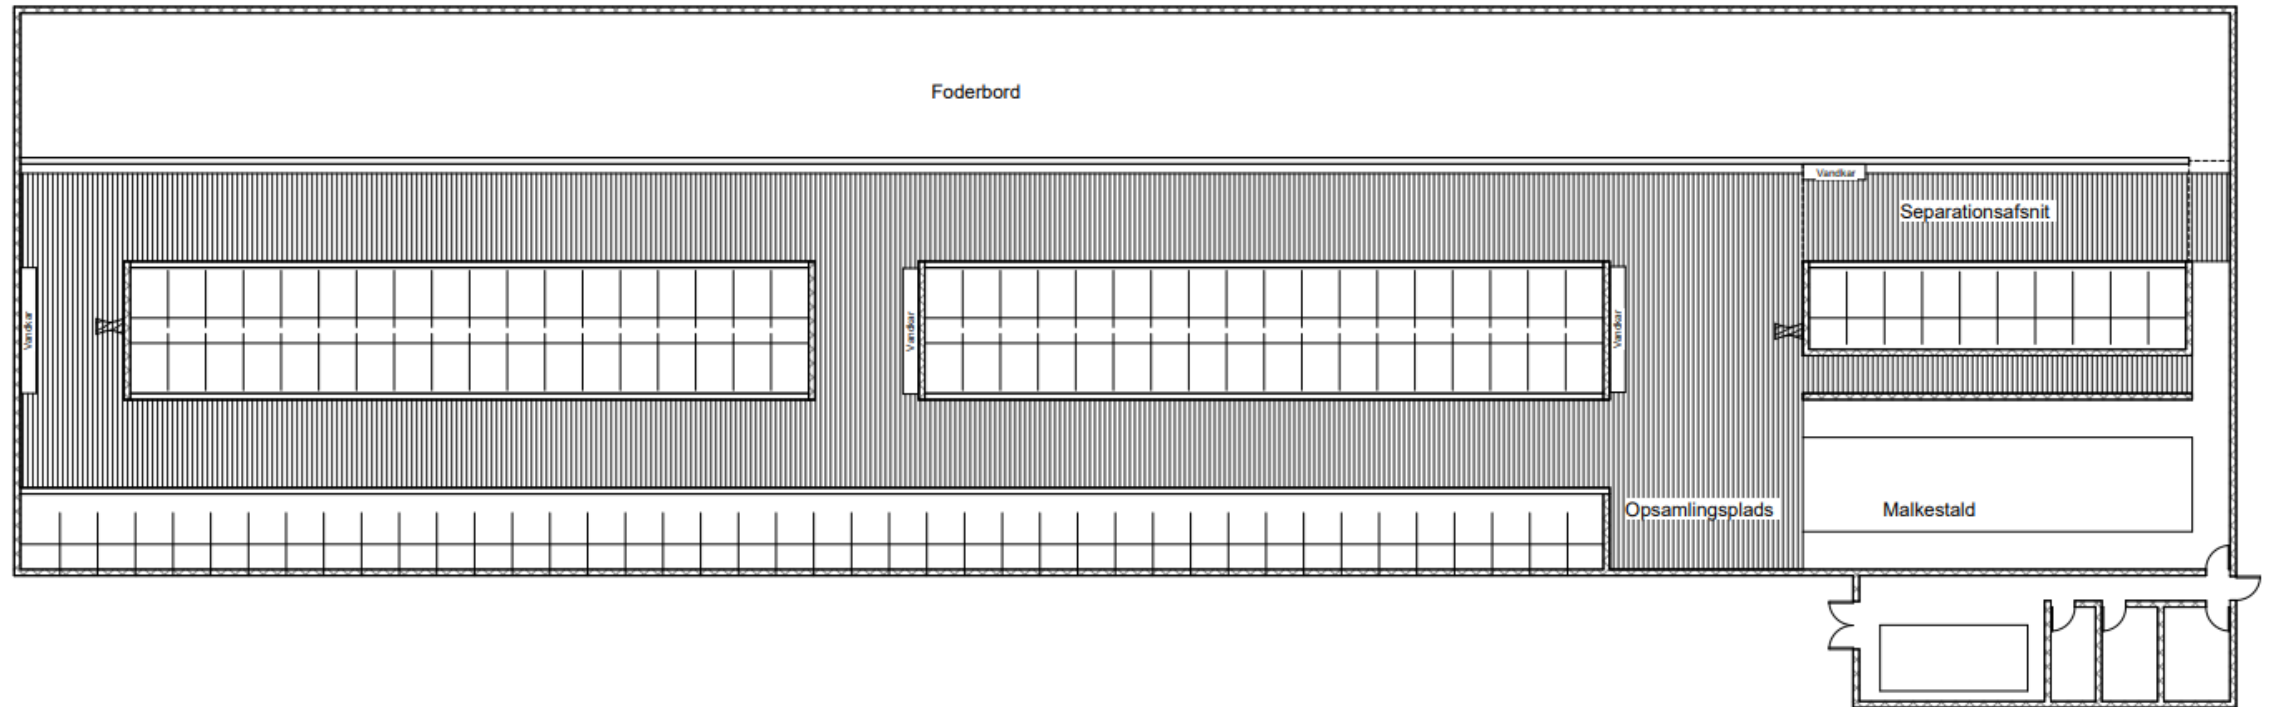 Foderbord
Vandkar
Separationsafsnit
Vandkar
Vandkar
Vandkar
Opsamlingsplads
Malkestald